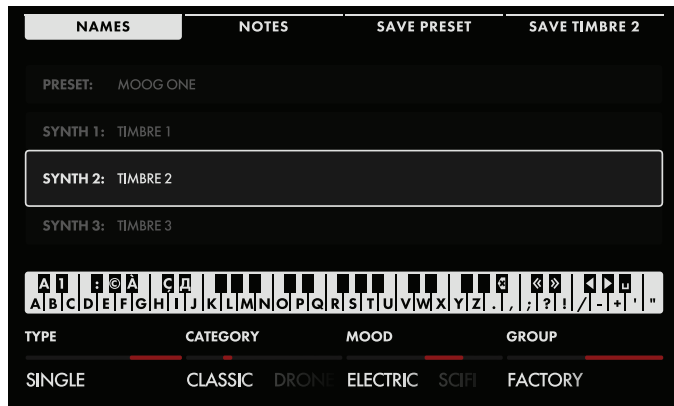 NAMES NOTES SAVE PRESET SAVE TIMBRE 2
PRESET: MOOG ONE
SYNTH 1: TIMBRE 1
SYNTH 2: TIMBRE 2
SYNTH 3: TIMBRE 3
A 1 : © À Ç Д « » ◀ ▶ ␣
A B C D E F G H I J K L M N O P Q R S T U V W X Y Z . , ; ? ! / - + ' "
TYPE CATEGORY MOOD GROUP
SINGLE CLASSIC DRONE ELECTRIC SCIFI FACTORY